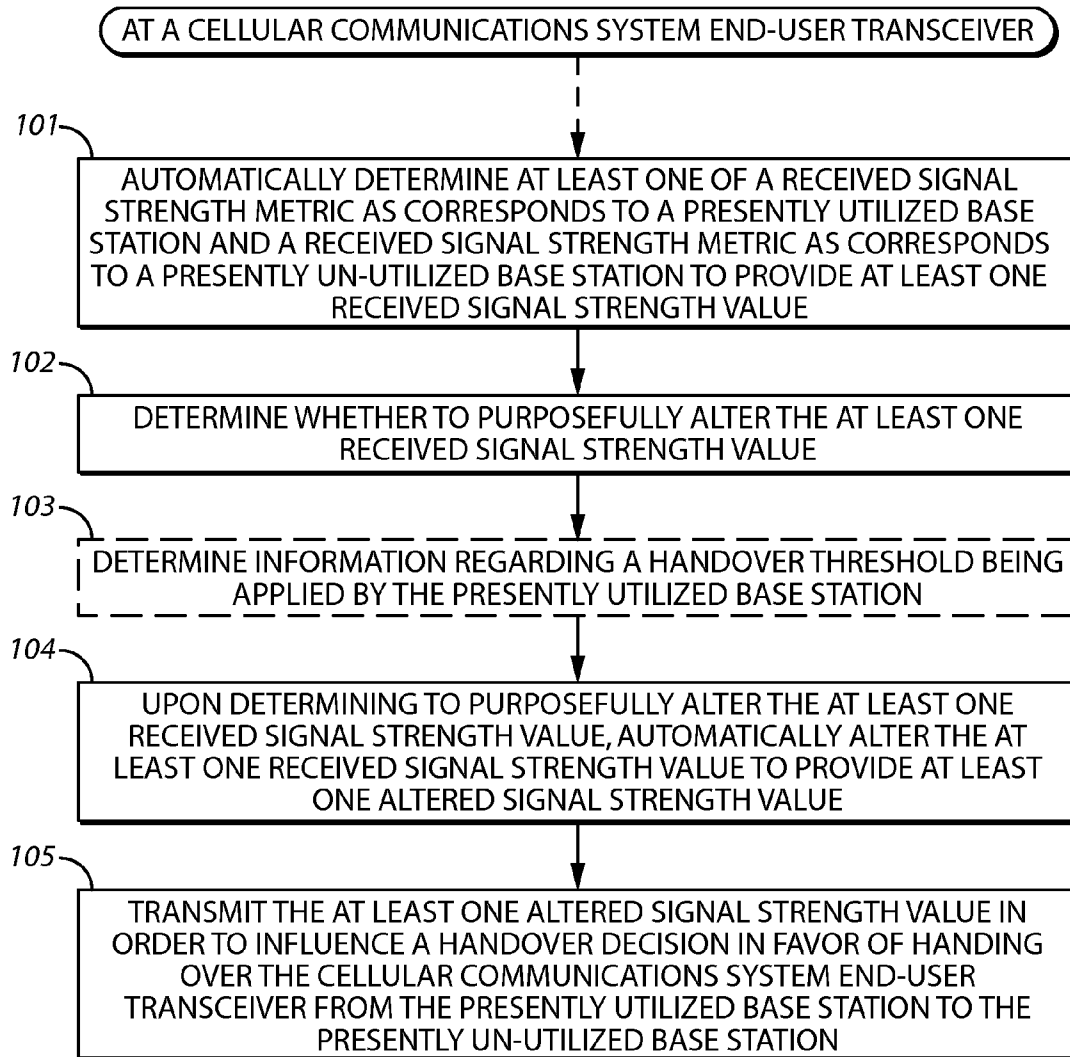 AT A CELLULAR COMMUNICATIONS SYSTEM END-USER TRANSCEIVER
101
AUTOMATICALLY DETERMINE AT LEAST ONE OF A RECEIVED SIGNAL
STRENGTH METRIC AS CORRESPONDS TO A PRESENTLY UTILIZED BASE
STATION AND A RECEIVED SIGNAL STRENGTH METRIC AS CORRESPONDS
TO A PRESENTLY UN-UTILIZED BASE STATION TO PROVIDE AT LEAST ONE
RECEIVED SIGNAL STRENGTH VALUE
102
DETERMINE WHETHER TO PURPOSEFULLY ALTER THE AT LEAST ONE
RECEIVED SIGNAL STRENGTH VALUE
103
DETERMINE INFORMATION REGARDING A HANDOVER THRESHOLD BEING
APPLIED BY THE PRESENTLY UTILIZED BASE STATION
104
UPON DETERMINING TO PURPOSEFULLY ALTER THE AT LEAST ONE
RECEIVED SIGNAL STRENGTH VALUE, AUTOMATICALLY ALTER THE AT
LEAST ONE RECEIVED SIGNAL STRENGTH VALUE TO PROVIDE AT LEAST
ONE ALTERED SIGNAL STRENGTH VALUE
105
TRANSMIT THE AT LEAST ONE ALTERED SIGNAL STRENGTH VALUE IN
ORDER TO INFLUENCE A HANDOVER DECISION IN FAVOR OF HANDING
OVER THE CELLULAR COMMUNICATIONS SYSTEM END-USER
TRANSCEIVER FROM THE PRESENTLY UTILIZED BASE STATION TO THE
PRESENTLY UN-UTILIZED BASE STATION